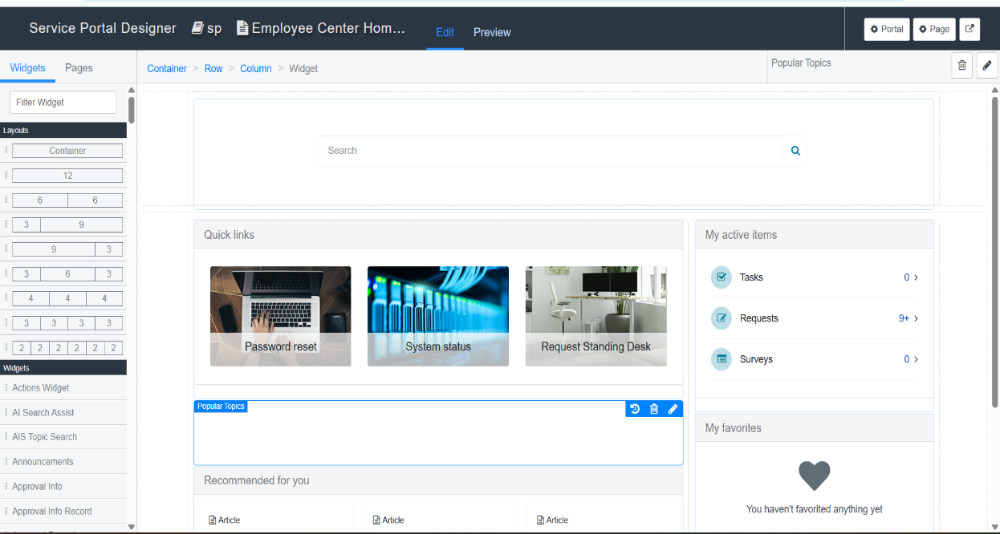 Service Portal Designer sp Employee Center Hom... Edit Preview Portal Page
Widgets Pages Container > Row > Column > Widget Popular Topics
Filter Widget
Layouts
Container
12
6 6
3 9
9 3
3 6 3
4 4 4
3 3 3 3
2 2 2 2 2 2
Widgets
Actions Widget
AI Search Assist
AIS Topic Search
Announcements
Approval Info
Approval Info Record
Search
Quick links
Password reset System status Request Standing Desk
Popular Topics
Recommended for you
Article Article Article
My active items
Tasks 0 >
Requests 9+ >
Surveys 0 >
My favorites
You haven't favorited anything yet